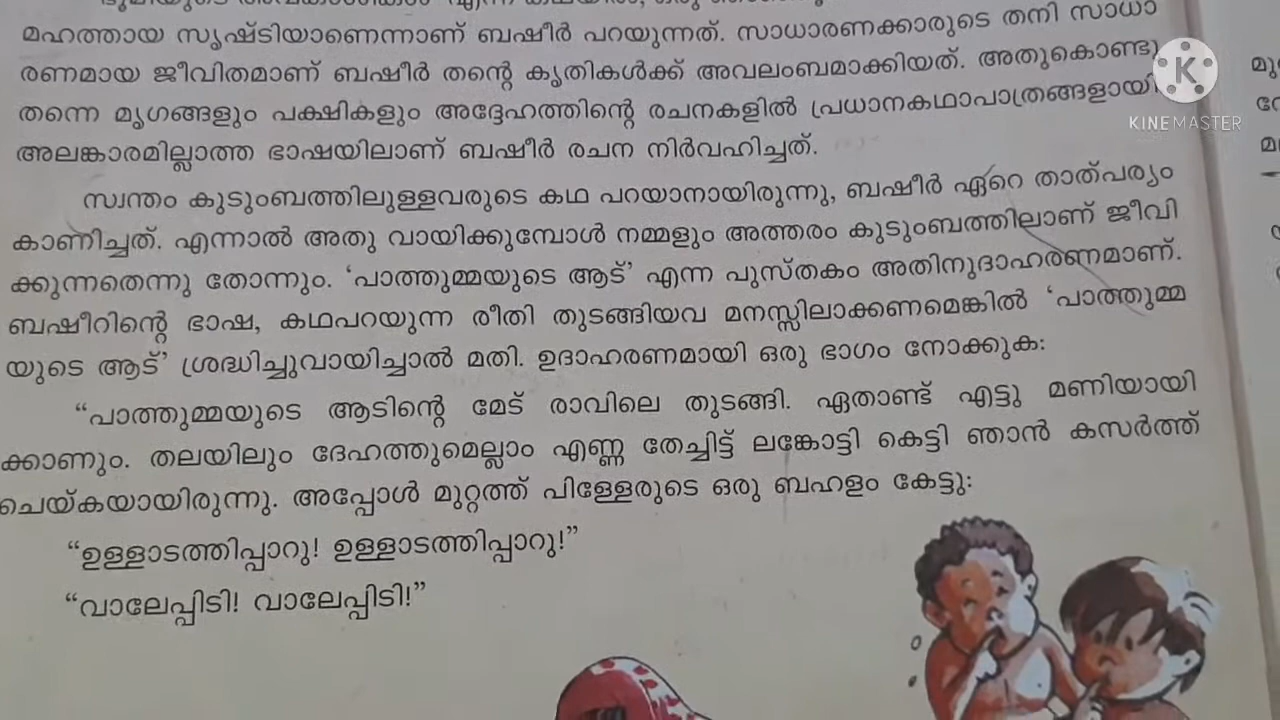 മഹത്തായ സൃഷ്ടിയാണെന്നാണ് ബഷീർ പറയുന്നത്. സാധാരണക്കാരുടെ തനി സാധാ
രണമായ ജീവിതമാണ് ബഷീർ തന്റെ കൃതികൾക്ക് അവലംബമാക്കിയത്. അതുകൊണ്ടു
തന്നെ മൃഗങ്ങളും പക്ഷികളും അദ്ദേഹത്തിന്റെ രചനകളിൽ പ്രധാനകഥാപാത്രങ്ങളായി
KINEMASTER
അലങ്കാരമില്ലാത്ത ഭാഷയിലാണ് ബഷീർ രചന നിർവഹിച്ചത്.
സ്വന്തം കുടുംബത്തിലുള്ളവരുടെ കഥ പറയാനായിരുന്നു, ബഷീർ ഏറെ താത്പര്യം
കാണിച്ചത്. എന്നാൽ അതു വായിക്കുമ്പോൾ നമ്മളും അത്തരം കുടുംബത്തിലാണ് ജീവി
ക്കുന്നതെന്നു തോന്നും. 'പാത്തുമ്മയുടെ ആട്' എന്ന പുസ്തകം അതിനുദാഹരണമാണ്.
ബഷീറിന്റെ ഭാഷ, കഥപറയുന്ന രീതി തുടങ്ങിയവ മനസ്സിലാക്കണമെങ്കിൽ 'പാത്തുമ്മ
യുടെ ആട്' ശ്രദ്ധിച്ചുവായിച്ചാൽ മതി. ഉദാഹരണമായി ഒരു ഭാഗം നോക്കുക:
"പാത്തുമ്മയുടെ ആടിന്റെ മേട് രാവിലെ തുടങ്ങി. ഏതാണ്ട് എട്ടു മണിയായി
ക്കാണും. തലയിലും ദേഹത്തുമെല്ലാം എണ്ണ തേച്ചിട്ട് ലങ്കോട്ടി കെട്ടി ഞാൻ കസർത്ത്
ചെയ്കയായിരുന്നു. അപ്പോൾ മുറ്റത്ത് പിള്ളേരുടെ ഒരു ബഹളം കേട്ടു:
"ഉള്ളാടത്തിപ്പാറു! ഉള്ളാടത്തിപ്പാറു!"
"വാലേപ്പിടി! വാലേപ്പിടി!"